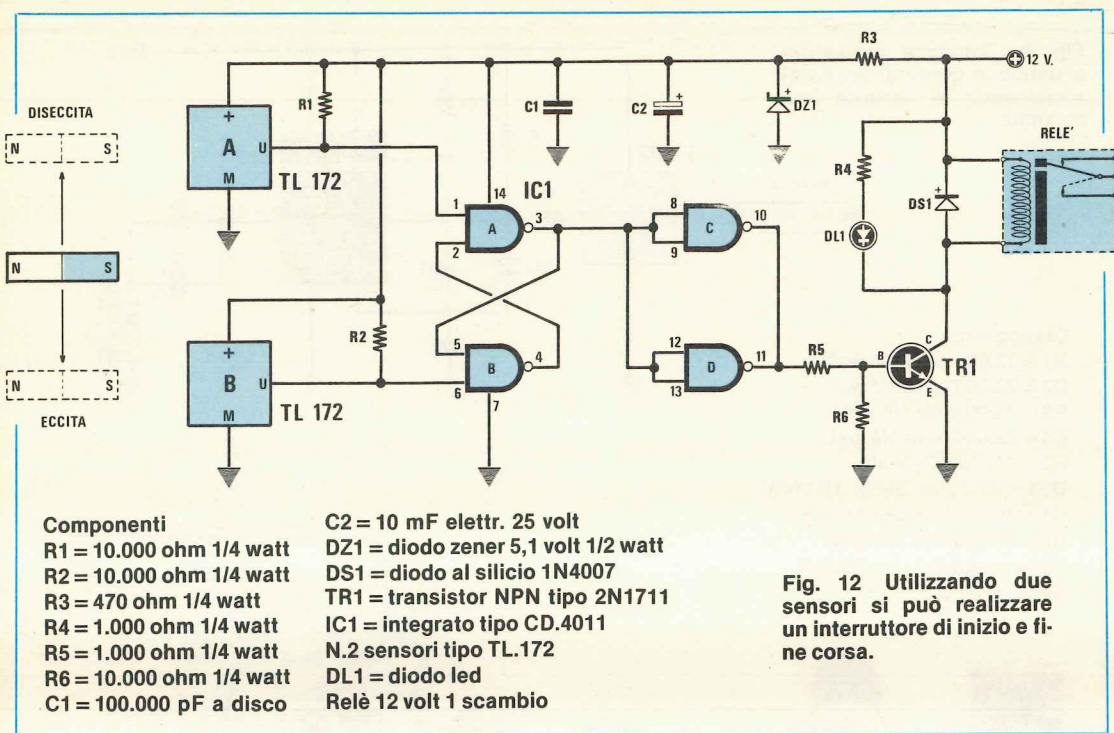 R3
12 V.
R1
DISECCITA
N S
A
+
U
M
TL 172
C1
C2
+
DZ1
+
RELE'
R4
DS1
+
DL1
14
IC1
1
2
A
3
8
9
C
10
N S
R2
5
6
B
4
7
12
13
D
11
R5
R6
B
C
E
TR1
B
+
U
M
TL 172
N S
ECCITA
Componenti
R1 = 10.000 ohm 1/4 watt
R2 = 10.000 ohm 1/4 watt
R3 = 470 ohm 1/4 watt
R4 = 1.000 ohm 1/4 watt
R5 = 1.000 ohm 1/4 watt
R6 = 10.000 ohm 1/4 watt
C1 = 100.000 pF a disco
C2 = 10 mF elettr. 25 volt
DZ1 = diodo zener 5,1 volt 1/2 watt
DS1 = diodo al silicio 1N4007
TR1 = transistor NPN tipo 2N1711
IC1 = integrato tipo CD.4011
N.2 sensori tipo TL.172
DL1 = diodo led
Relè 12 volt 1 scambio
Fig. 12 Utilizzando due
sensori si può realizzare
un interruttore di inizio e fi-
ne corsa.